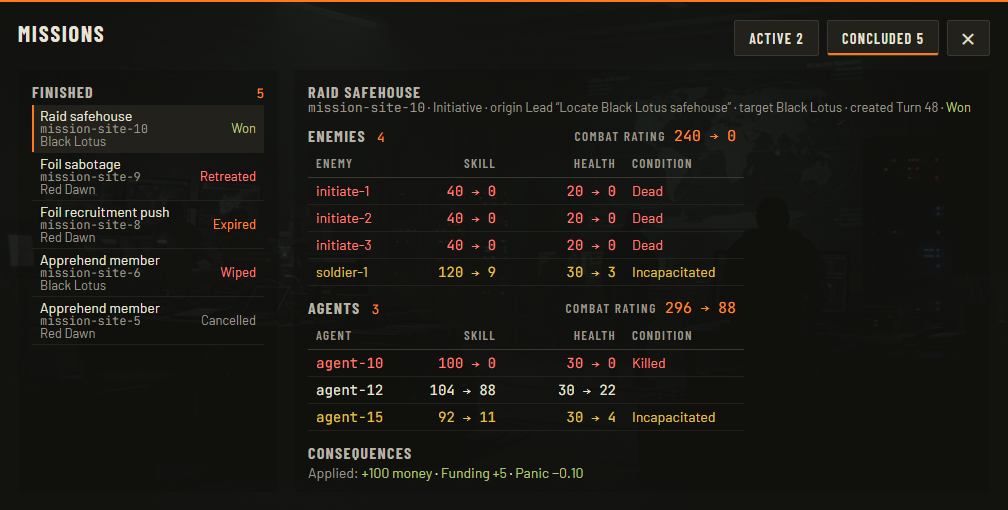 MISSIONS
ACTIVE 2
CONCLUDED 5
✕
FINISHED 5
Raid safehouse
mission-site-10
Black Lotus
Won
Foil sabotage
mission-site-9
Red Dawn
Retreated
Foil recruitment push
mission-site-8
Red Dawn
Expired
Apprehend member
mission-site-6
Black Lotus
Wiped
Apprehend member
mission-site-5
Red Dawn
Cancelled
RAID SAFEHOUSE
mission-site-10 · Initiative · origin Lead “Locate Black Lotus safehouse” · target Black Lotus · created Turn 48 · Won
ENEMIES 4 COMBAT RATING 240 → 0
ENEMY SKILL HEALTH CONDITION
initiate-1 40 → 0 20 → 0 Dead
initiate-2 40 → 0 20 → 0 Dead
initiate-3 40 → 0 20 → 0 Dead
soldier-1 120 → 9 30 → 3 Incapacitated
AGENTS 3 COMBAT RATING 296 → 88
AGENT SKILL HEALTH CONDITION
agent-10 100 → 0 30 → 0 Killed
agent-12 104 → 88 30 → 22
agent-15 92 → 11 30 → 4 Incapacitated
CONSEQUENCES
Applied: +100 money · Funding +5 · Panic −0.10